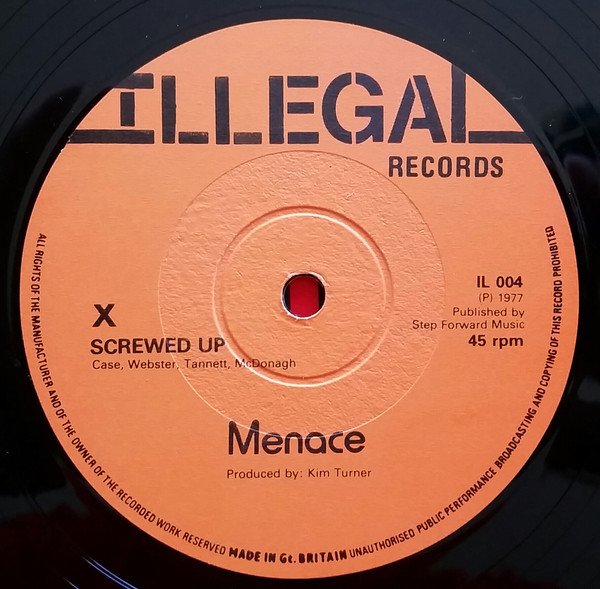 ILLEGAL
RECORDS
IL 004
(P) 1977
Published by
Step Forward Music
45 rpm
X
SCREWED UP
Case, Webster, Tannett, McDonagh
Menace
Produced by: Kim Turner
ALL RIGHTS OF THE MANUFACTURER AND OF THE OWNER OF THE RECORDED WORK RESERVED MADE IN Gt. BRITAIN UNAUTHORISED PUBLIC PERFORMANCE BROADCASTING AND COPYING OF THIS RECORD PROHIBITED